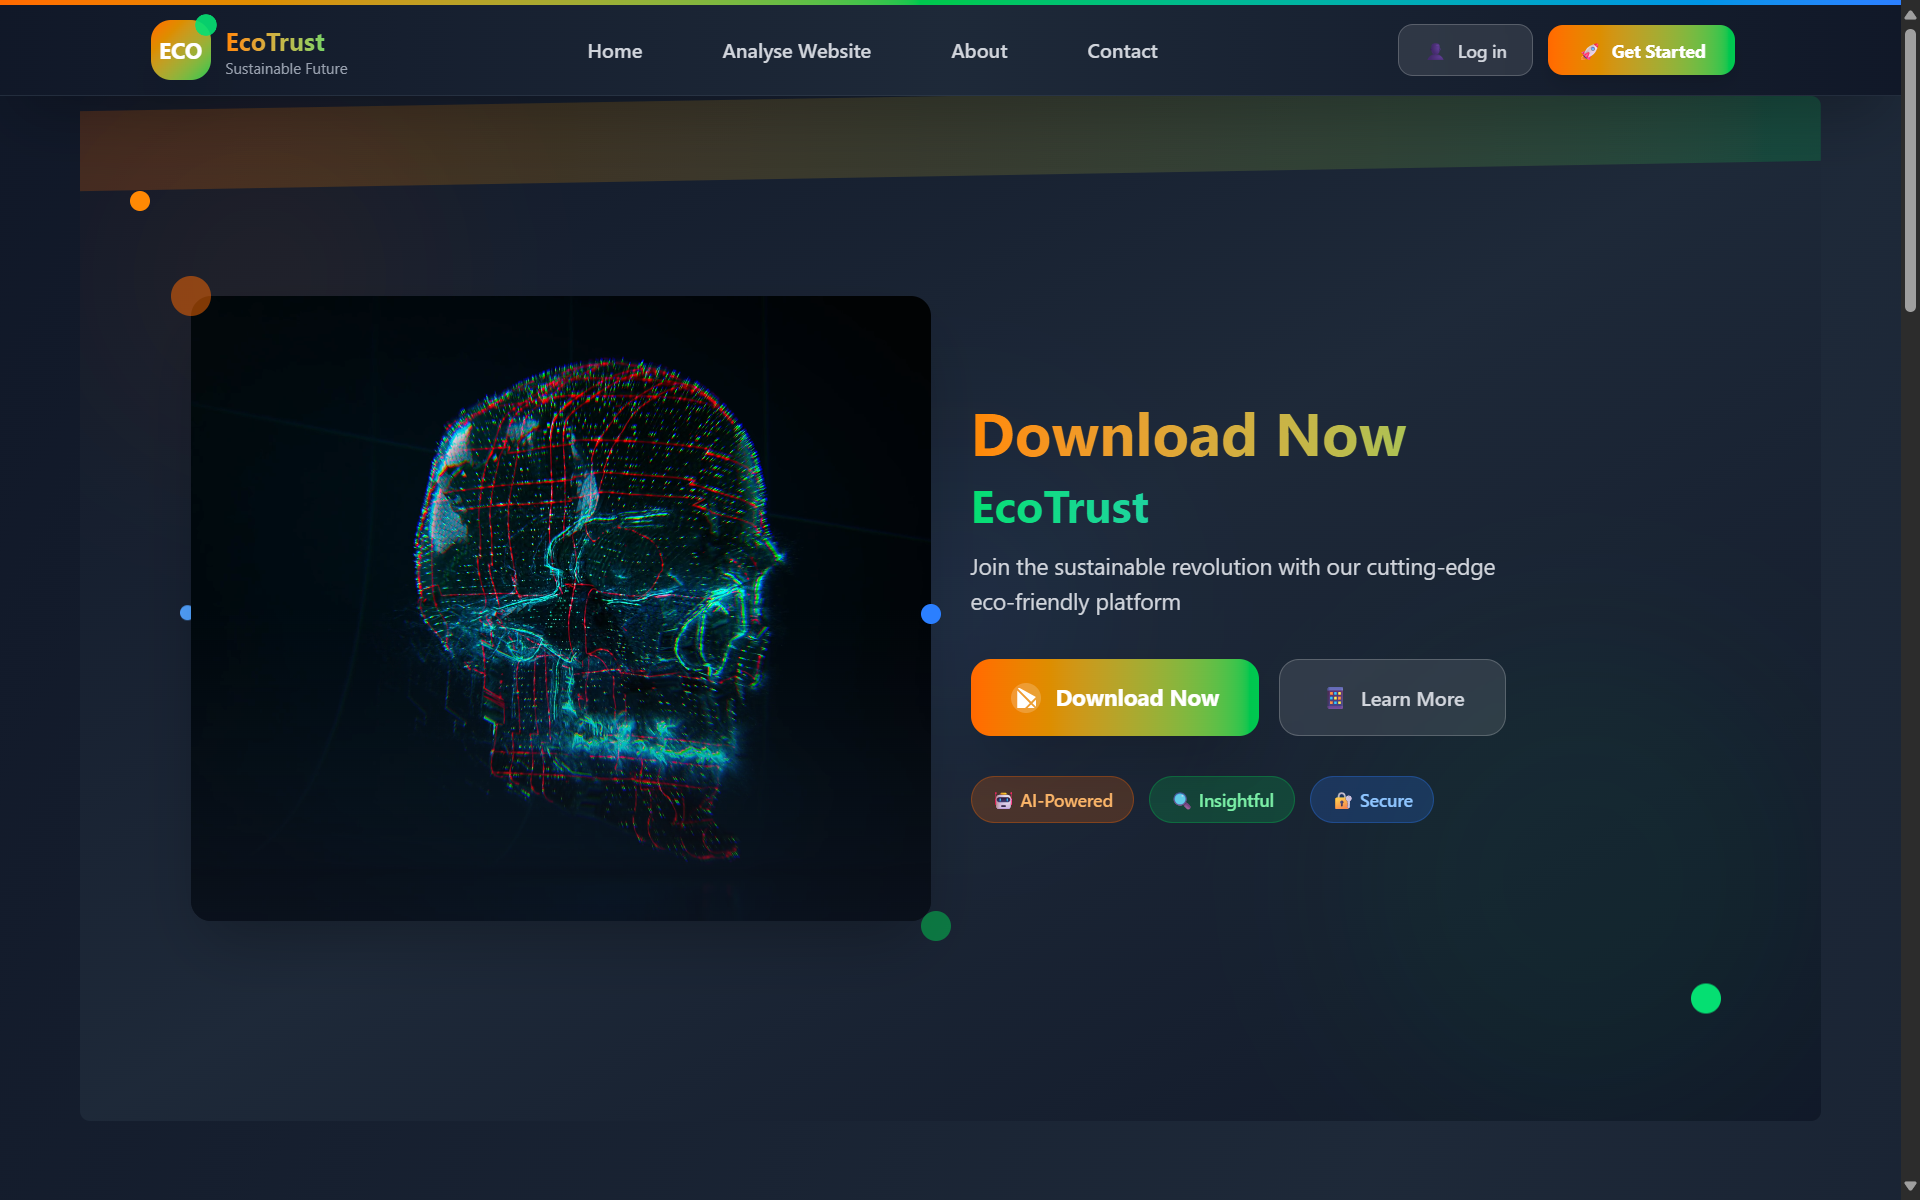 ECO
EcoTrust
Sustainable Future
Home
Analyse Website
About
Contact
Log in
Get Started
Download Now
EcoTrust
Join the sustainable revolution with our cutting-edge
eco-friendly platform
Download Now
Learn More
AI-Powered
Insightful
Secure